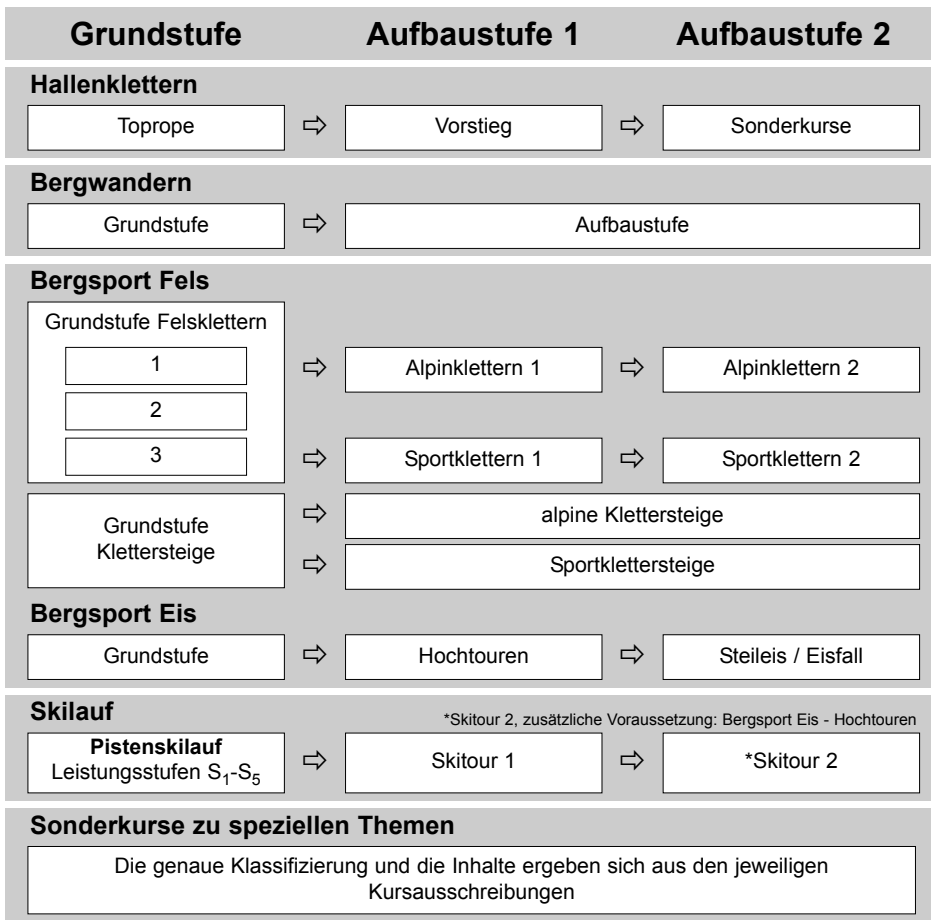 Grundstufe Aufbaustufe 1 Aufbaustufe 2
Hallenklettern
Toprope ⇨ Vorstieg ⇨ Sonderkurse
Bergwandern
Grundstufe ⇨ Aufbaustufe
Bergsport Fels
Grundstufe Felsklettern
1 ⇨ Alpinklettern 1 ⇨ Alpinklettern 2
2
3 ⇨ Sportklettern 1 ⇨ Sportklettern 2
Grundstufe
Klettersteige
⇨ alpine Klettersteige
⇨ Sportklettersteige
Bergsport Eis
Grundstufe ⇨ Hochtouren ⇨ Steileis / Eisfall
Skilauf
*Skitour 2, zusätzliche Voraussetzung: Bergsport Eis - Hochtouren
Pistenskilauf
Leistungsstufen S₁-S₅
⇨ Skitour 1 ⇨ *Skitour 2
Sonderkurse zu speziellen Themen
Die genaue Klassifizierung und die Inhalte ergeben sich aus den jeweiligen
Kursausschreibungen